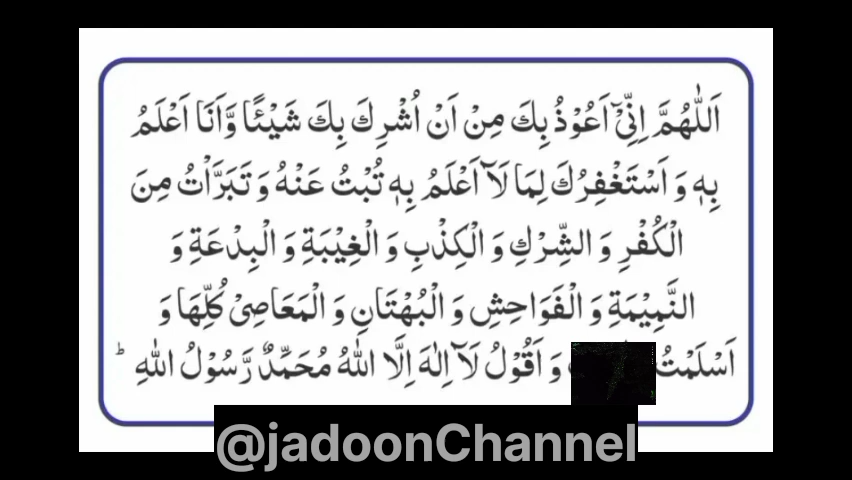 اَللّٰهُمَّ اِنِّیْۤ اَعُوْذُ بِكَ مِنْ اَنْ اُشْرِكَ بِكَ شَیْـًٔا وَّاَنَا اَعْلَمُ
بِهٖ وَ اَسْتَغْفِرُكَ لِمَا لَاۤ اَعْلَمُ بِهٖ تُبْتُ عَنْهُ وَ تَبَرَّاْتُ مِنَ
الْكُفْرِ وَ الشِّرْكِ وَ الْكِذْبِ وَ الْغِیْبَةِ وَ الْبِدْعَةِ وَ
النَّمِیْمَةِ وَ الْفَوَاحِشِ وَ الْبُهْتَانِ وَ الْمَعَاصِیْ كُلِّهَا وَ
اَسْلَمْتُ وَ اَقُوْلُ لَاۤ اِلٰهَ اِلَّا اللّٰهُ مُحَمَّدٌ رَّسُوْلُ اللّٰهِ ؕ
@jadoonChannel